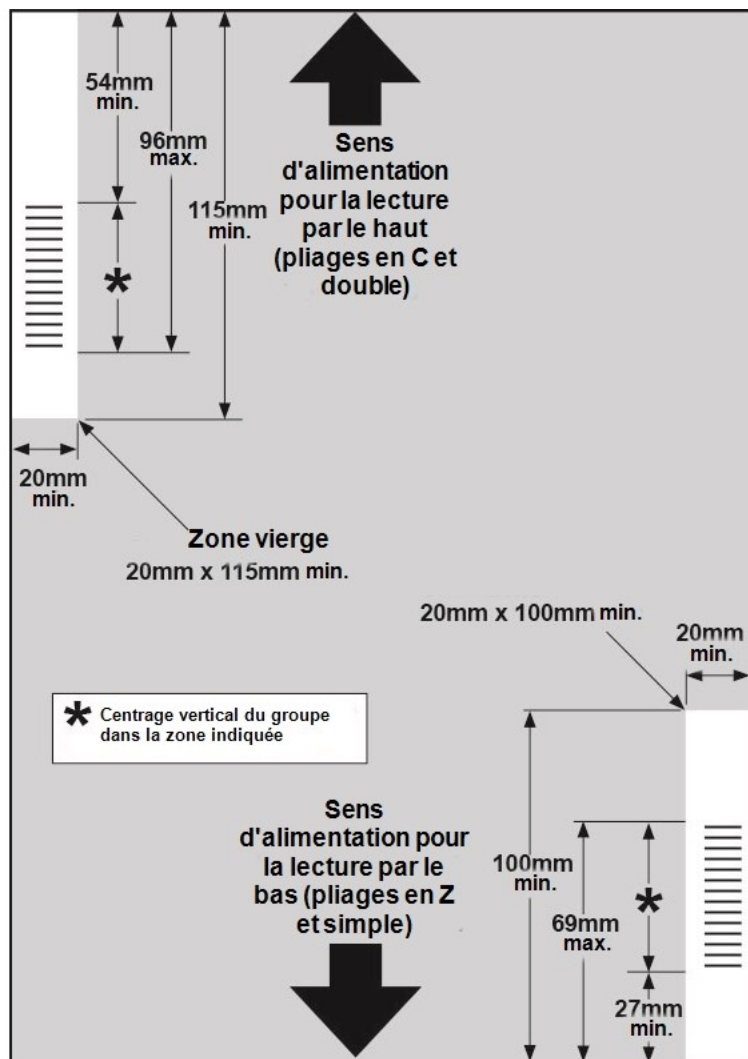 54mm
min.
96mm
max.
115mm
min.
Sens
d'alimentation
pour la lecture
par le haut
(pliages en C et
double)
*
20mm
min.
Zone vierge
20mm x 115mm min.
20mm x 100mm min.
20mm
min.
* Centrage vertical du groupe
dans la zone indiquée
Sens
d'alimentation pour
la lecture par le
bas (pliages en Z
et simple)
100mm
min.
69mm
max.
*
27mm
min.